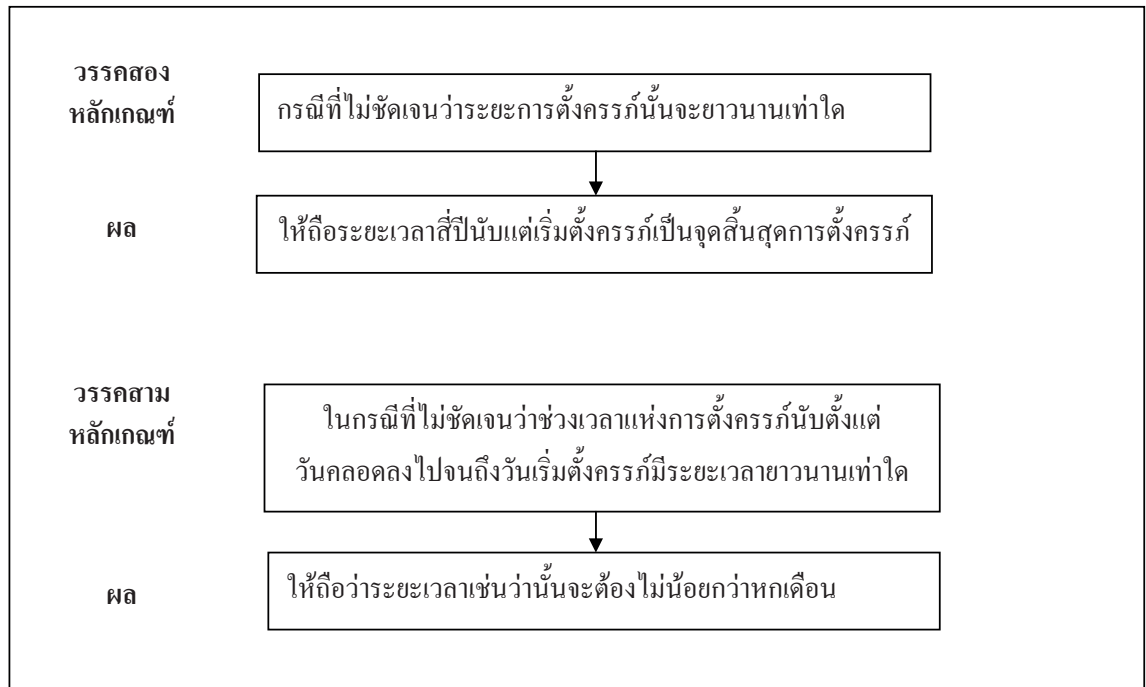 วรรคสอง
หลักเกณฑ์
กรณีที่ไม่ชัดเจนว่าระยะการตั้งครรภ์นั้นจะยาวนานเท่าใด
ผล
ให้ถือระยะเวลาสี่ปีนับแต่เริ่มตั้งครรภ์เป็นจุดสิ้นสุดการตั้งครรภ์
วรรคสาม
หลักเกณฑ์
ในกรณีที่ไม่ชัดเจนว่าช่วงเวลาแห่งการตั้งครรภ์นับตั้งแต่
วันคลอดลงไปจนถึงวันเริ่มตั้งครรภ์มีระยะเวลายาวนานเท่าใด
ผล
ให้ถือว่าระยะเวลาเช่นว่านั้นจะต้องไม่น้อยกว่าหกเดือน